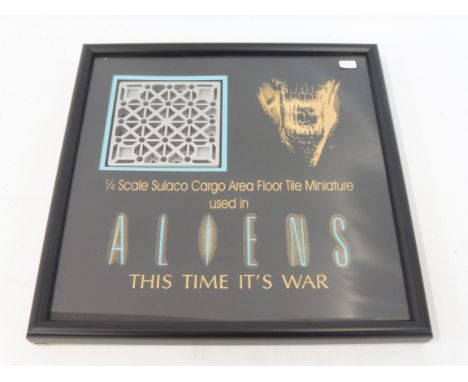 ¼ Scale Sulaco Cargo Area Floor Tile Miniature
used in
ALIENS
THIS TIME IT'S WAR